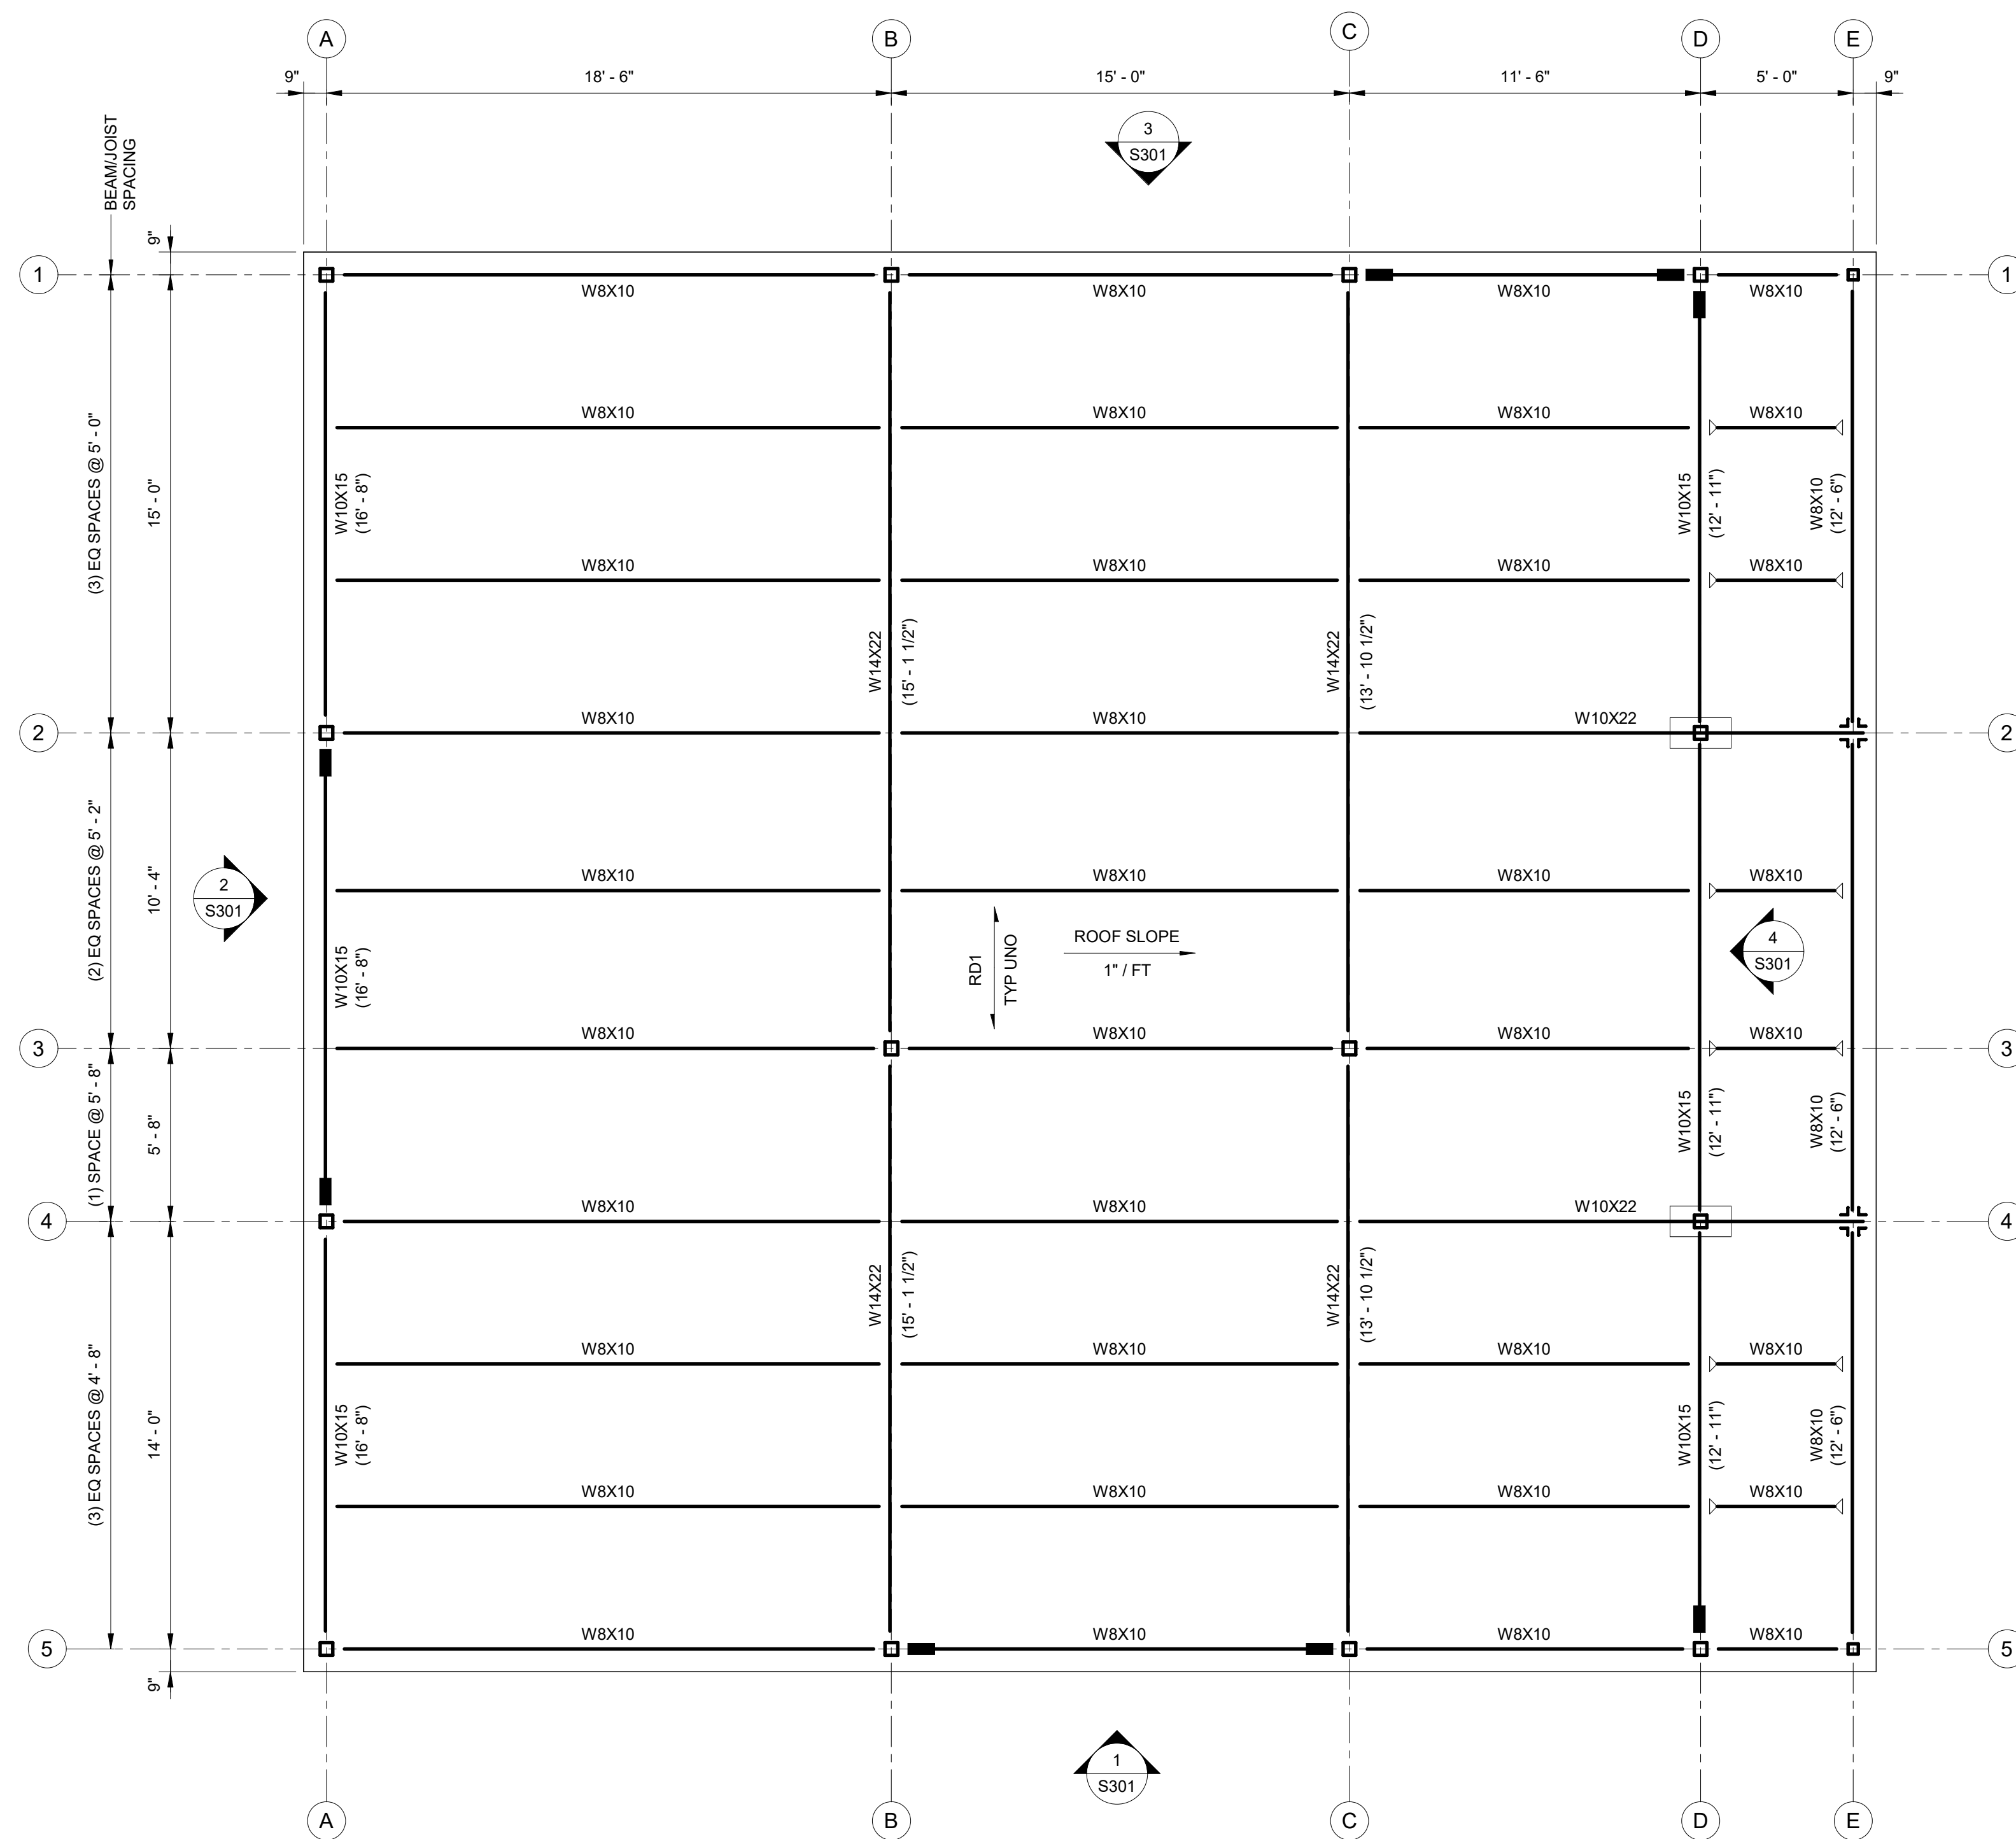 A B C D E
9" 18' - 6" 15' - 0" 11' - 6" 5' - 0" 9"
3
S301
BEAM/JOIST
SPACING
9"
1 1
W8X10 W8X10 W8X10 W8X10
W8X10 W8X10 W8X10 W8X10
(3) EQ SPACES @ 5' - 0"
15' - 0"
W10X15
(16' - 8")
W10X15
(12' - 11")
W8X10
(12' - 6")
W8X10 W8X10 W8X10 W8X10
W14X22
(15' - 1 1/2")
W14X22
(13' - 10 1/2")
2 2
W8X10 W8X10 W10X22
(2) EQ SPACES @ 5' - 2"
10' - 4"
2
S301
W8X10 W8X10 W8X10 W8X10
W10X15
(16' - 8")
RD1
TYP UNO
ROOF SLOPE
1" / FT
4
S301
3 3
W8X10 W8X10 W8X10 W8X10
(1) SPACE @ 5' - 8"
5' - 8"
W10X15
(12' - 11")
W8X10
(12' - 6")
4 4
W8X10 W8X10 W10X22
W14X22
(15' - 1 1/2")
W14X22
(13' - 10 1/2")
W8X10 W8X10 W8X10 W8X10
(3) EQ SPACES @ 4' - 8"
14' - 0"
W10X15
(16' - 8")
W10X15
(12' - 11")
W8X10
(12' - 6")
W8X10 W8X10 W8X10 W8X10
5 5
W8X10 W8X10 W8X10 W8X10
9"
1
S301
A B C D E